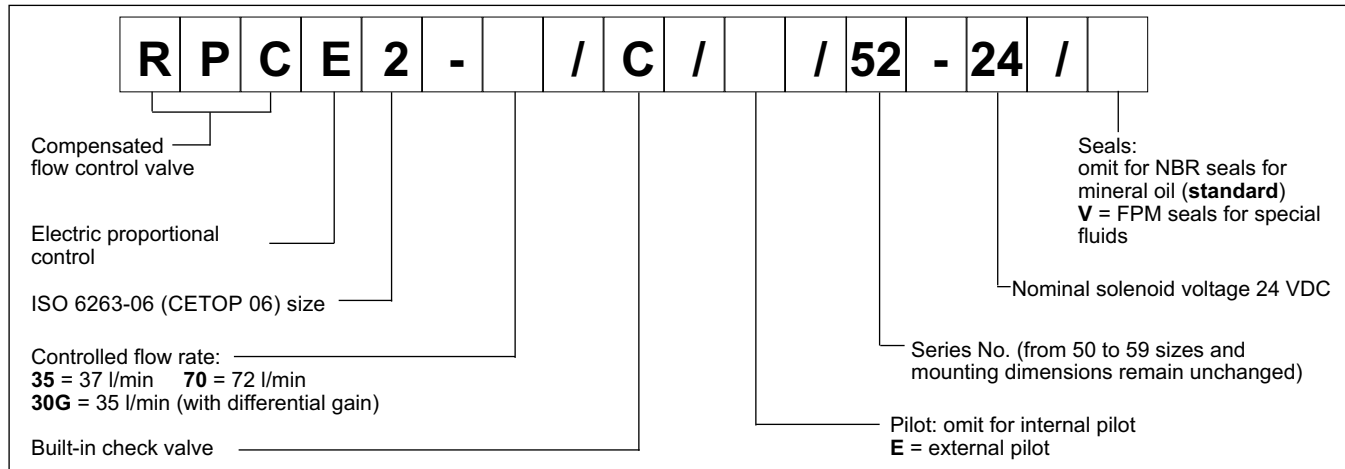 R P C E 2 - / C / / 52 - 24 /
Compensated
flow control valve
Electric proportional
control
ISO 6263-06 (CETOP 06) size
Controlled flow rate:
35 = 37 l/min 70 = 72 l/min
30G = 35 l/min (with differential gain)
Built-in check valve
Seals:
omit for NBR seals for
mineral oil (standard)
V = FPM seals for special
fluids
Nominal solenoid voltage 24 VDC
Series No. (from 50 to 59 sizes and
mounting dimensions remain unchanged)
Pilot: omit for internal pilot
E = external pilot